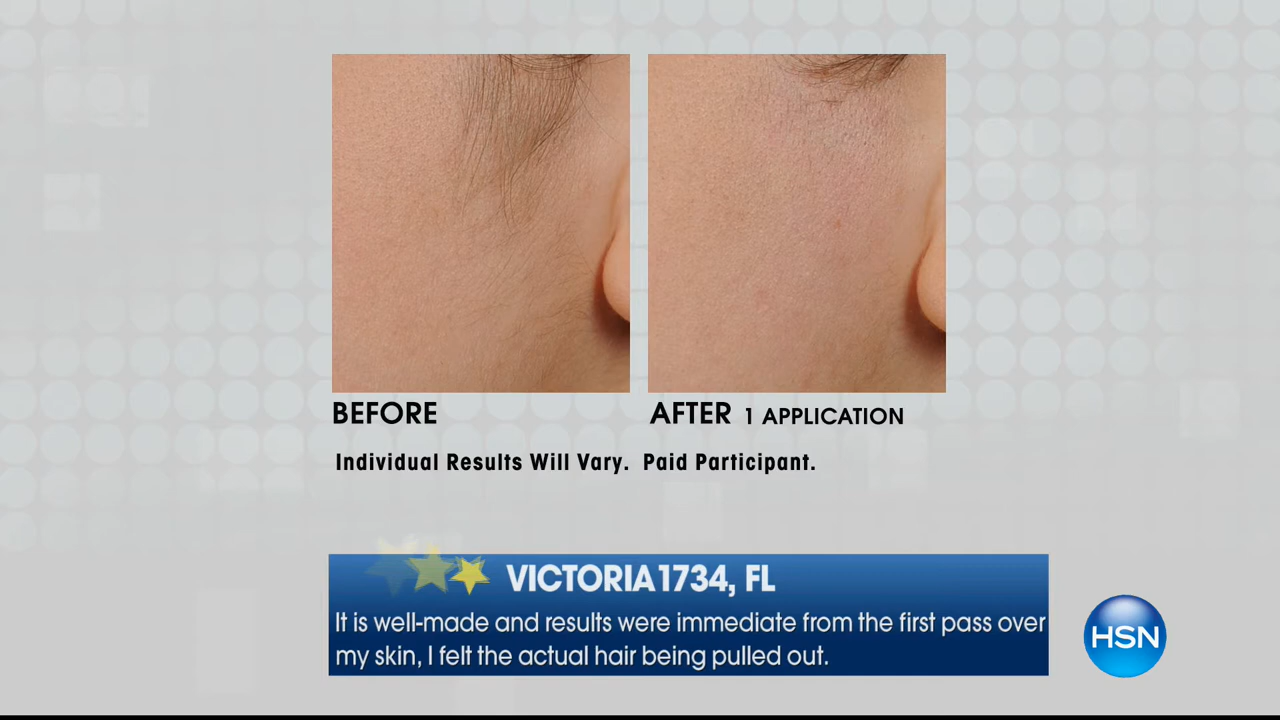 BEFORE
AFTER 1 APPLICATION
Individual Results Will Vary. Paid Participant.
VICTORIA1734, FL
It is well-made and results were immediate from the first pass over
my skin, I felt the actual hair being pulled out.
HSN